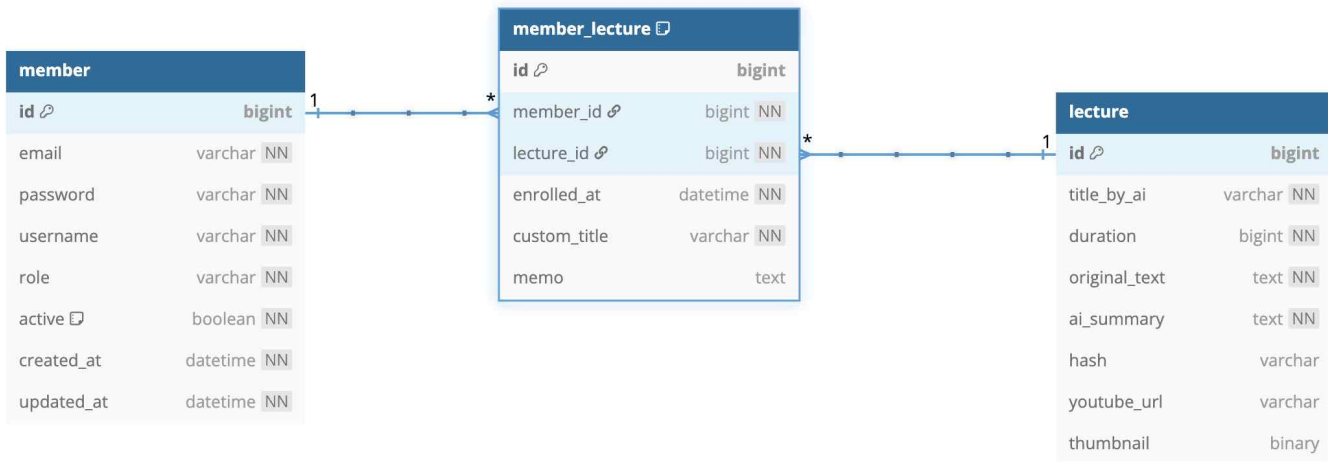 member
id bigint
email varchar NN
password varchar NN
username varchar NN
role varchar NN
active boolean NN
created_at datetime NN
updated_at datetime NN
1
*
member_lecture
id bigint
member_id bigint NN
lecture_id bigint NN
enrolled_at datetime NN
custom_title varchar NN
memo text
*
1
lecture
id bigint
title_by_ai varchar NN
duration bigint NN
original_text text NN
ai_summary text NN
hash varchar
youtube_url varchar
thumbnail binary